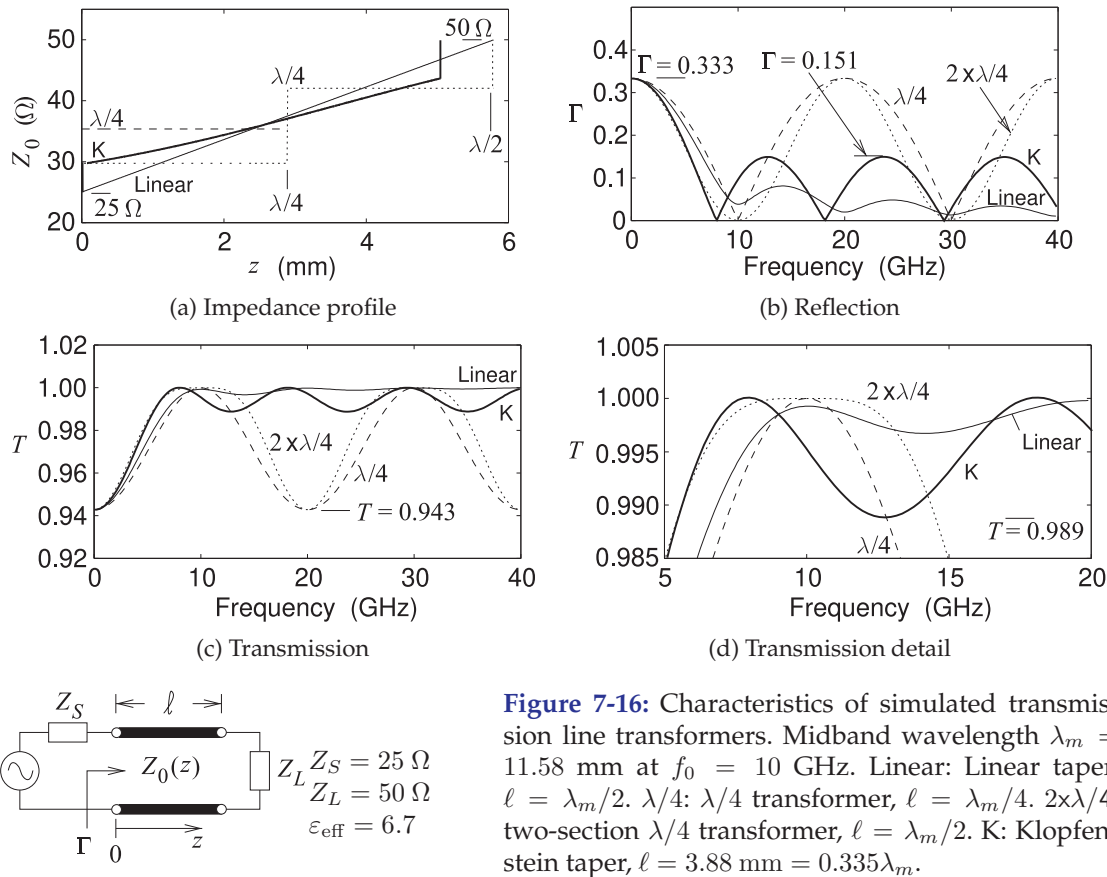 50
40
30
20
Z0 (Ω)
50 Ω
λ/4
λ/4
K
Linear
25 Ω
λ/4
λ/2
0
2
4
6
z (mm)
(a) Impedance profile
0.4
0.3
0.2
0.1
0
Γ
Γ = 0.333
Γ = 0.151
λ/4
2xλ/4
K
Linear
0
10
20
30
40
Frequency (GHz)
(b) Reflection
1.02
1.00
0.98
0.96
0.94
0.92
T
Linear
K
2xλ/4
λ/4
T = 0.943
0
10
20
30
40
Frequency (GHz)
(c) Transmission
1.005
1.000
0.995
0.990
0.985
T
2xλ/4
Linear
K
λ/4
T = 0.989
5
10
15
20
Frequency (GHz)
(d) Transmission detail
ZS
ℓ
Z0(z)
ZL
Γ
0
z
ZS = 25 Ω
ZL = 50 Ω
εeff = 6.7
Figure 7-16: Characteristics of simulated transmis-
sion line transformers. Midband wavelength λm =
11.58 mm at f0 = 10 GHz. Linear: Linear taper
ℓ = λm/2. λ/4: λ/4 transformer, ℓ = λm/4. 2xλ/4
two-section λ/4 transformer, ℓ = λm/2. K: Klopfen
stein taper, ℓ = 3.88 mm = 0.335λm.